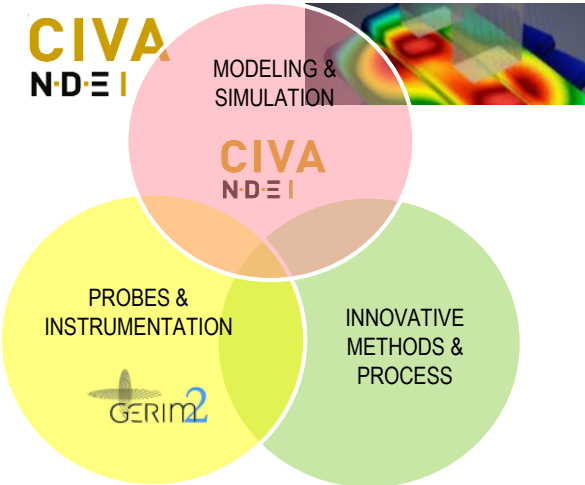 CIVA
N·D·E
MODELING &
SIMULATION
CIVA
N·D·E
PROBES &
INSTRUMENTATION
GERIM2
INNOVATIVE
METHODS &
PROCESS